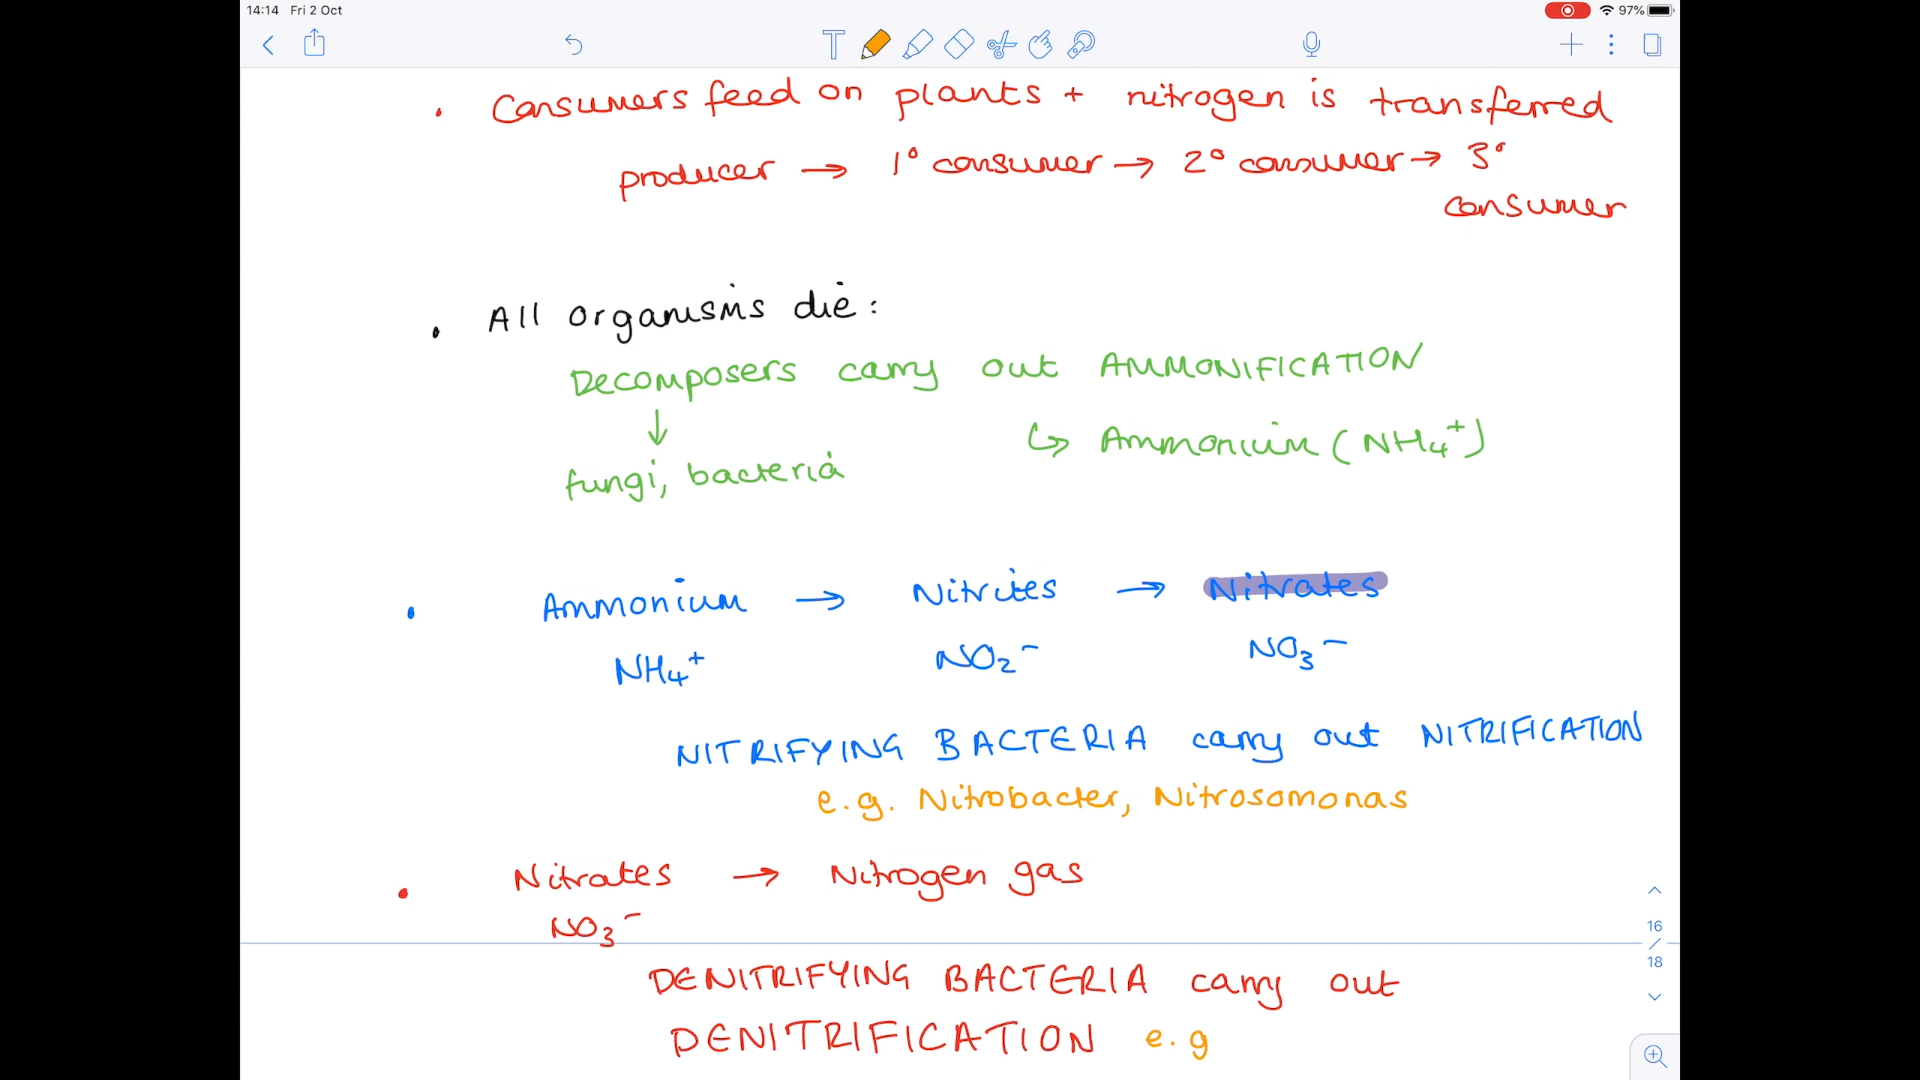 14:14 Fri 2 Oct
97%
T
• Consumers feed on plants + nitrogen is transferred
producer → 1° consumer → 2° consumer → 3°
consumer
• All organisms die:
Decomposers carry out AMMONIFICATION
↓
↳ Ammonium (NH₄⁺)
fungi, bacteria
• Ammonium → Nitrites → Nitrates
NH₄⁺ NO₂⁻ NO₃⁻
NITRIFYING BACTERIA carry out NITRIFICATION
e.g. Nitrobacter, Nitrosomonas
• Nitrates → Nitrogen gas
NO₃⁻
16
/
18
DENITRIFYING BACTERIA carry out
DENITRIFICATION e.g